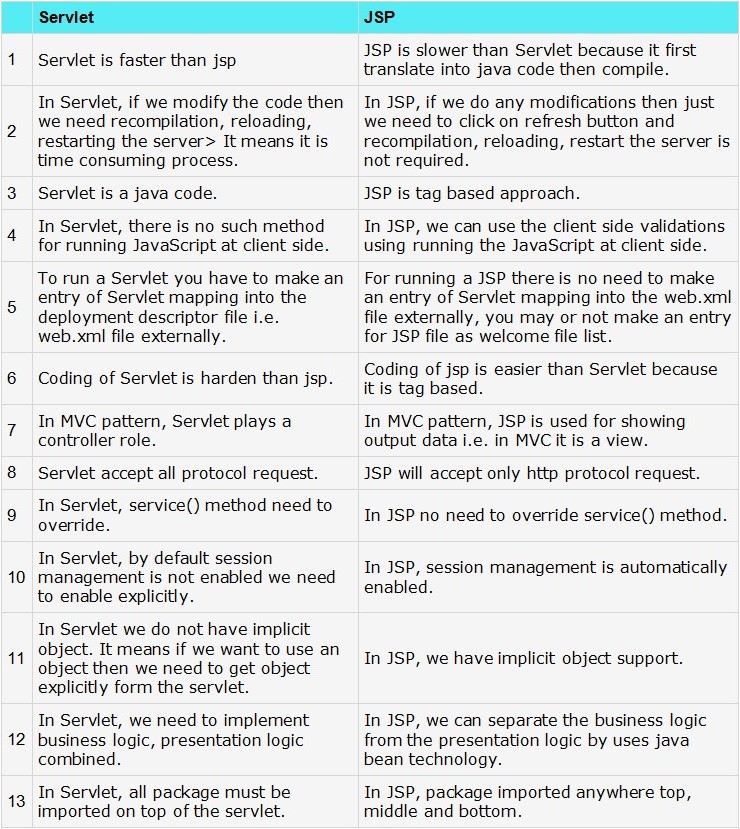 Servlet JSP
1 Servlet is faster than jsp
JSP is slower than Servlet because it first
translate into java code then compile.
2 In Servlet, if we modify the code then
we need recompilation, reloading,
restarting the server> It means it is
time consuming process.
In JSP, if we do any modifications then just
we need to click on refresh button and
recompilation, reloading, restart the server is
not required.
3 Servlet is a java code.
JSP is tag based approach.
4 In Servlet, there is no such method
for running JavaScript at client side.
In JSP, we can use the client side validations
using running the JavaScript at client side.
5 To run a Servlet you have to make an
entry of Servlet mapping into the
deployment descriptor file i.e.
web.xml file externally.
For running a JSP there is no need to make
an entry of Servlet mapping into the web.xml
file externally, you may or not make an entry
for JSP file as welcome file list.
6 Coding of Servlet is harden than jsp.
Coding of jsp is easier than Servlet because
it is tag based.
7 In MVC pattern, Servlet plays a
controller role.
In MVC pattern, JSP is used for showing
output data i.e. in MVC it is a view.
8 Servlet accept all protocol request.
JSP will accept only http protocol request.
9 In Servlet, service() method need to
override.
In JSP no need to override service() method.
10 In Servlet, by default session
management is not enabled we need
to enable explicitly.
In JSP, session management is automatically
enabled.
11 In Servlet we do not have implicit
object. It means if we want to use an
object then we need to get object
explicitly form the servlet.
In JSP, we have implicit object support.
12 In Servlet, we need to implement
business logic, presentation logic
combined.
In JSP, we can separate the business logic
from the presentation logic by uses java
bean technology.
13 In Servlet, all package must be
imported on top of the servlet.
In JSP, package imported anywhere top,
middle and bottom.